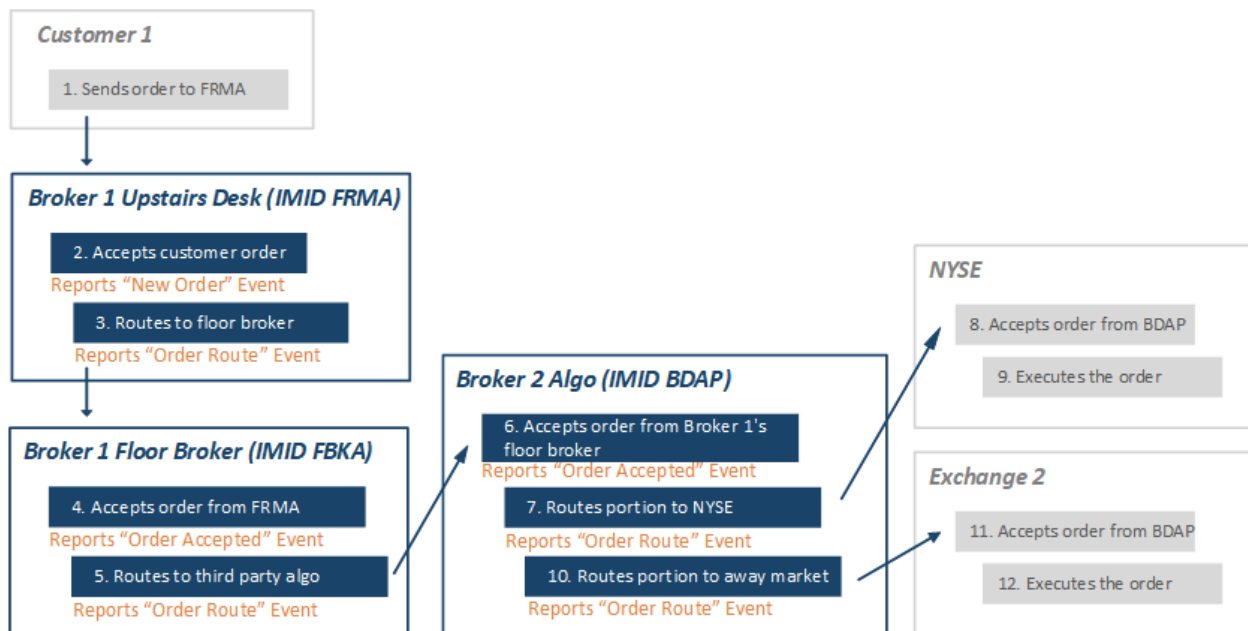 Customer 1
1. Sends order to FRMA
Broker 1 Upstairs Desk (IMID FRMA)
2. Accepts customer order
Reports “New Order” Event
3. Routes to floor broker
Reports “Order Route” Event
Broker 1 Floor Broker (IMID FBKA)
4. Accepts order from FRMA
Reports “Order Accepted” Event
5. Routes to third party algo
Reports “Order Route” Event
Broker 2 Algo (IMID BDAP)
6. Accepts order from Broker 1's
floor broker
Reports “Order Accepted” Event
7. Routes portion to NYSE
Reports “Order Route” Event
10. Routes portion to away market
Reports “Order Route” Event
NYSE
8. Accepts order from BDAP
9. Executes the order
Exchange 2
11. Accepts order from BDAP
12. Executes the order